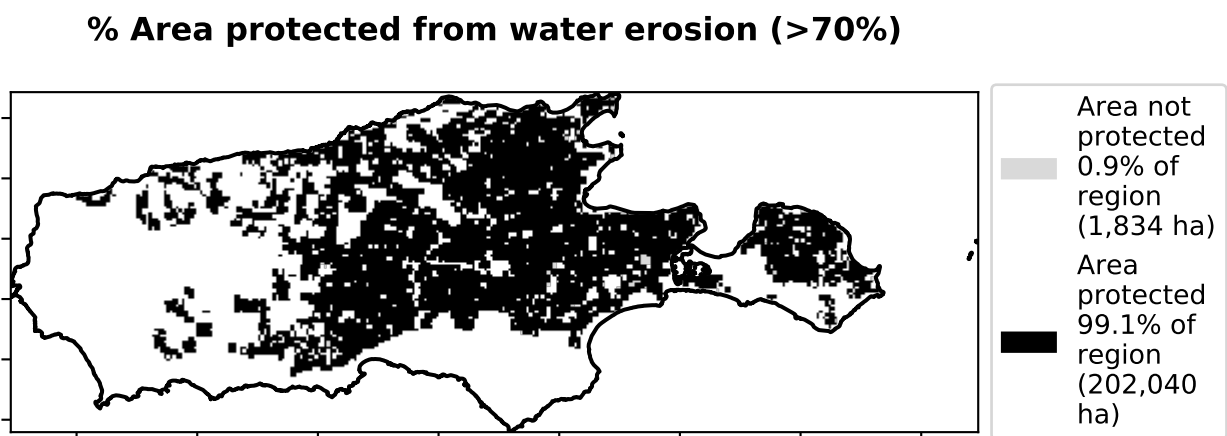 % Area protected from water erosion (>70%)
Area not
protected
0.9% of
region
(1,834 ha)
Area
protected
99.1% of
region
(202,040
ha)